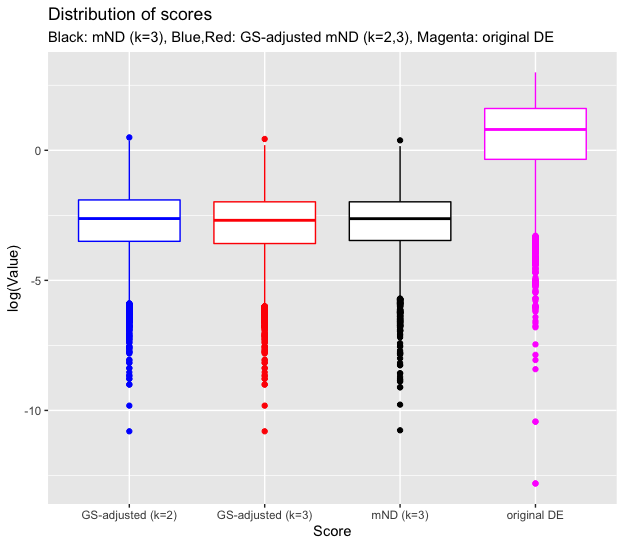 Distribution of scores
Black: mND (k=3), Blue,Red: GS-adjusted mND (k=2,3), Magenta: original DE
log(Value)
0
-5
-10
GS-adjusted (k=2)
GS-adjusted (k=3)
mND (k=3)
original DE
Score